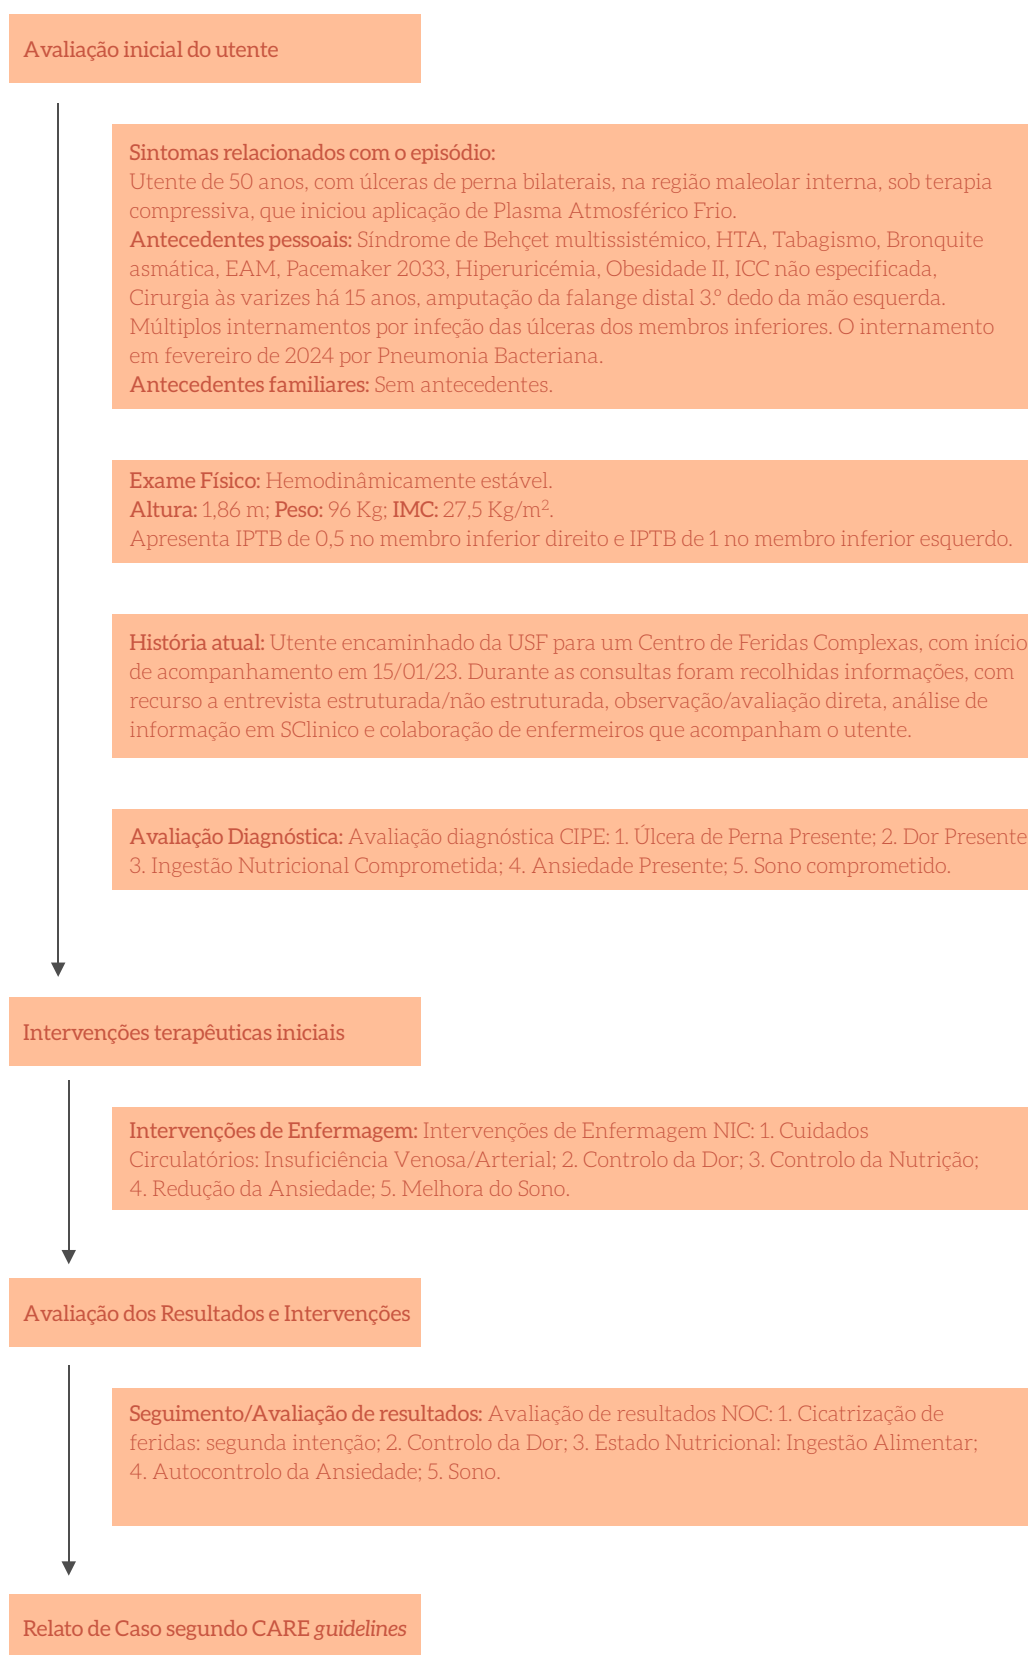 Avaliação inicial do utente
Sintomas relacionados com o episódio:
Utente de 50 anos, com úlceras de perna bilaterais, na região maleolar interna, sob terapia
compressiva, que iniciou aplicação de Plasma Atmosférico Frio.
Antecedentes pessoais: Síndrome de Behçet multissistémico, HTA, Tabagismo, Bronquite
asmática, EAM, Pacemaker 2033, Hiperuricémia, Obesidade II, ICC não especificada,
Cirurgia às varizes há 15 anos, amputação da falange distal 3.º dedo da mão esquerda.
Múltiplos internamentos por infeção das úlceras dos membros inferiores. O internamento
em fevereiro de 2024 por Pneumonia Bacteriana.
Antecedentes familiares: Sem antecedentes.
Exame Físico: Hemodinâmicamente estável.
Altura: 1,86 m; Peso: 96 Kg; IMC: 27,5 Kg/m².
Apresenta IPTB de 0,5 no membro inferior direito e IPTB de 1 no membro inferior esquerdo.
História atual: Utente encaminhado da USF para um Centro de Feridas Complexas, com início
de acompanhamento em 15/01/23. Durante as consultas foram recolhidas informações, com
recurso a entrevista estruturada/não estruturada, observação/avaliação direta, análise de
informação em SClinico e colaboração de enfermeiros que acompanham o utente.
Avaliação Diagnóstica: Avaliação diagnóstica CIPE: 1. Úlcera de Perna Presente; 2. Dor Presente
3. Ingestão Nutricional Comprometida; 4. Ansiedade Presente; 5. Sono comprometido.
Intervenções terapêuticas iniciais
Intervenções de Enfermagem: Intervenções de Enfermagem NIC: 1. Cuidados
Circulatórios: Insuficiência Venosa/Arterial; 2. Controlo da Dor; 3. Controlo da Nutrição;
4. Redução da Ansiedade; 5. Melhora do Sono.
Avaliação dos Resultados e Intervenções
Seguimento/Avaliação de resultados: Avaliação de resultados NOC: 1. Cicatrização de
feridas: segunda intenção; 2. Controlo da Dor; 3. Estado Nutricional: Ingestão Alimentar;
4. Autocontrolo da Ansiedade; 5. Sono.
Relato de Caso segundo CARE guidelines